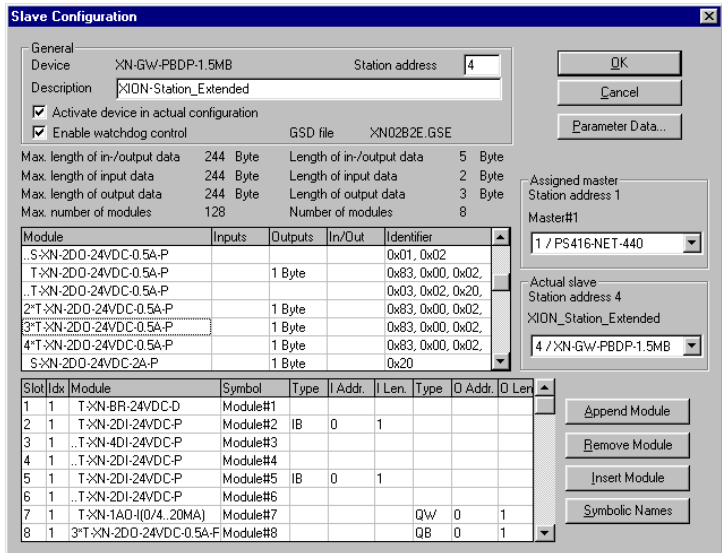 Slave Configuration
General
Device XN-GW-PBDP-1.5MB Station address 4
Description XION-Station_Extended
Activate device in actual configuration
Enable watchdog control GSD file XN02B2E.GSE
OK
Cancel
Parameter Data...
Max. length of in-/output data 244 Byte Length of in-/output data 5 Byte
Max. length of input data 244 Byte Length of input data 2 Byte
Max. length of output data 244 Byte Length of output data 3 Byte
Max. number of modules 128 Number of modules 8
Assigned master
Station address 1
Master#1
1 / PS416-NET-440
Actual slave
Station address 4
XION_Station_Extended
4 / XN-GW-PBDP-1.5MB
Module Inputs Outputs In/Out Identifier
..S-XN-2DO-24VDC-0.5A-P 0x01, 0x02
T-XN-2DO-24VDC-0.5A-P 1 Byte 0x83, 0x00, 0x02,
..T-XN-2DO-24VDC-0.5A-P 0x03, 0x02, 0x20,
2*T-XN-2DO-24VDC-0.5A-P 1 Byte 0x83, 0x00, 0x02,
3*T-XN-2DO-24VDC-0.5A-P 1 Byte 0x83, 0x00, 0x02,
4*T-XN-2DO-24VDC-0.5A-P 1 Byte 0x83, 0x00, 0x02,
S-XN-2DO-24VDC-2A-P 1 Byte 0x20
Slot Idx Module Symbol Type I Addr. I Len. Type O Addr. O Len
1 1 T-XN-BR-24VDC-D Module#1
2 1 T-XN-2DI-24VDC-P Module#2 IB 0 1
3 1 ..T-XN-4DI-24VDC-P Module#3
4 1 ..T-XN-2DI-24VDC-P Module#4
5 1 T-XN-2DI-24VDC-P Module#5 IB 0 1
6 1 ..T-XN-2DI-24VDC-P Module#6
7 1 T-XN-1AO-I(0/4..20MA) Module#7 QW 0 1
8 1 3*T-XN-2DO-24VDC-0.5A-F Module#8 QB 0 1
Append Module
Remove Module
Insert Module
Symbolic Names